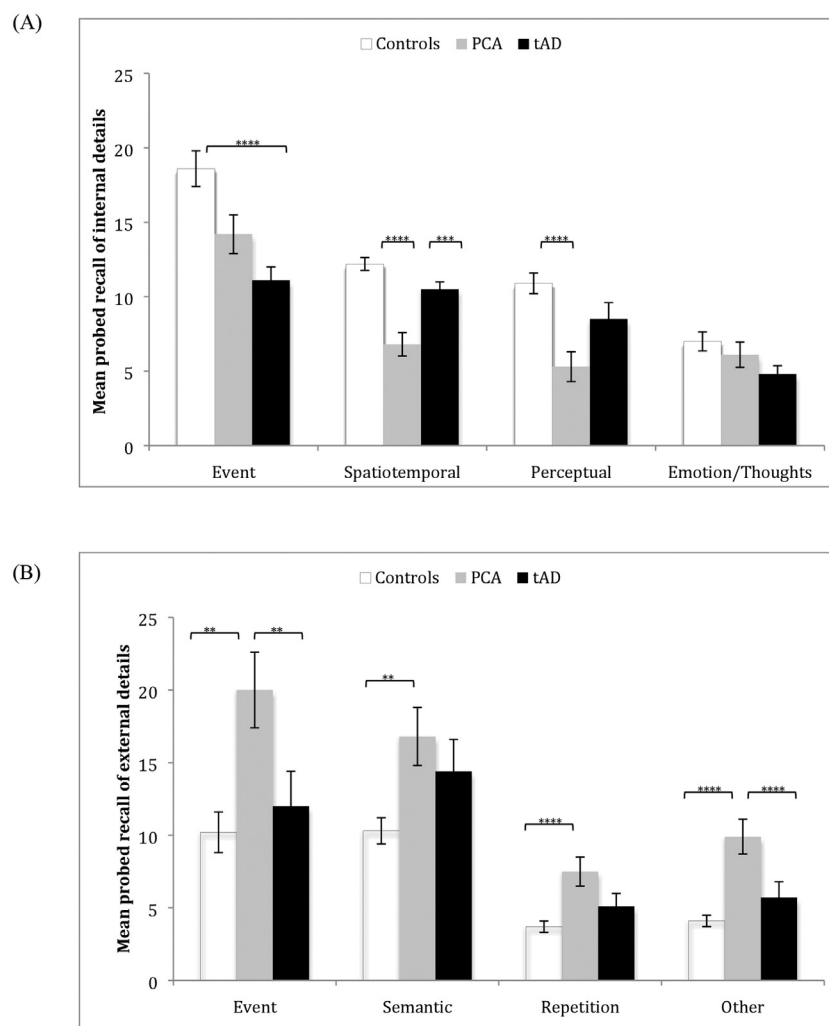 (A)
Controls PCA tAD
Mean probed recall of internal details
25
20
15
10
5
0
****
**** ***
****
Event Spatiotemporal Perceptual Emotion/Thoughts
(B)
Controls PCA tAD
Mean probed recall of external details
25
20
15
10
5
0
** **
**
****
**** ****
Event Semantic Repetition Other